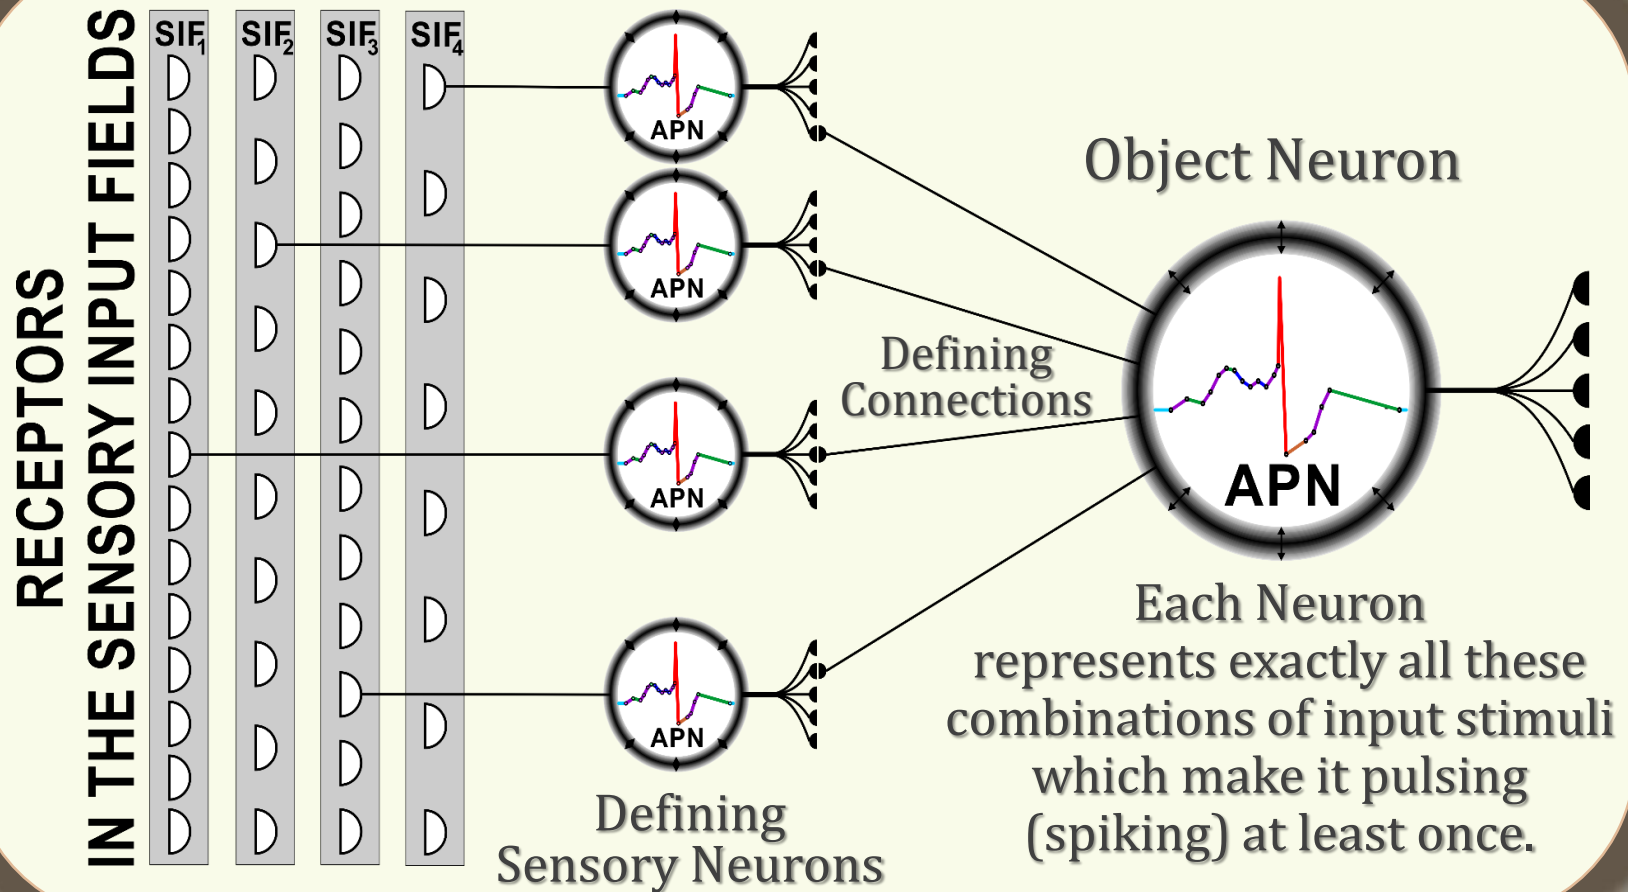 RECEPTORS
IN THE SENSORY INPUT FIELDS
SIF1
SIF2
SIF3
SIF4
APN
APN
APN
APN
Defining
Sensory Neurons
Defining
Connections
Object Neuron
APN
Each Neuron
represents exactly all these
combinations of input stimuli
which make it pulsing
(spiking) at least once.